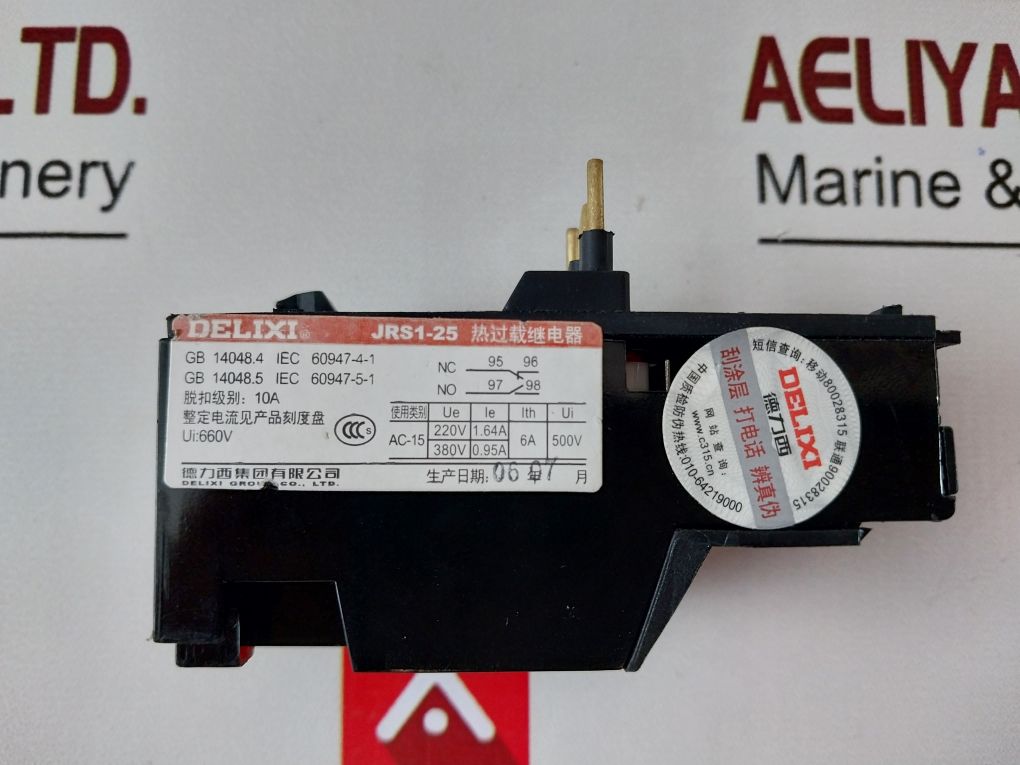 LTD.
nery
AELIYA
Marine &
DELIXI® JRS1-25 热过载继电器
GB 14048.4 IEC 60947-4-1
GB 14048.5 IEC 60947-5-1
脱扣级别: 10A
整定电流见产品刻度盘
Ui:660V
CCC S
德力西集团有限公司
DELIXI GROUP CO., LTD.
NC 95 96
NO 97 98
使用类别 Ue Ie Ith Ui
AC-15 220V 1.64A 6A 500V
380V 0.95A
生产日期: 06 年 07 月
短信查询: 移动80028315 联通90028315
DELIXI
德力西
刮涂层 打电话 辨真伪
网站查询:
www.c315.cn
中国质检防伪热线:010-64219000